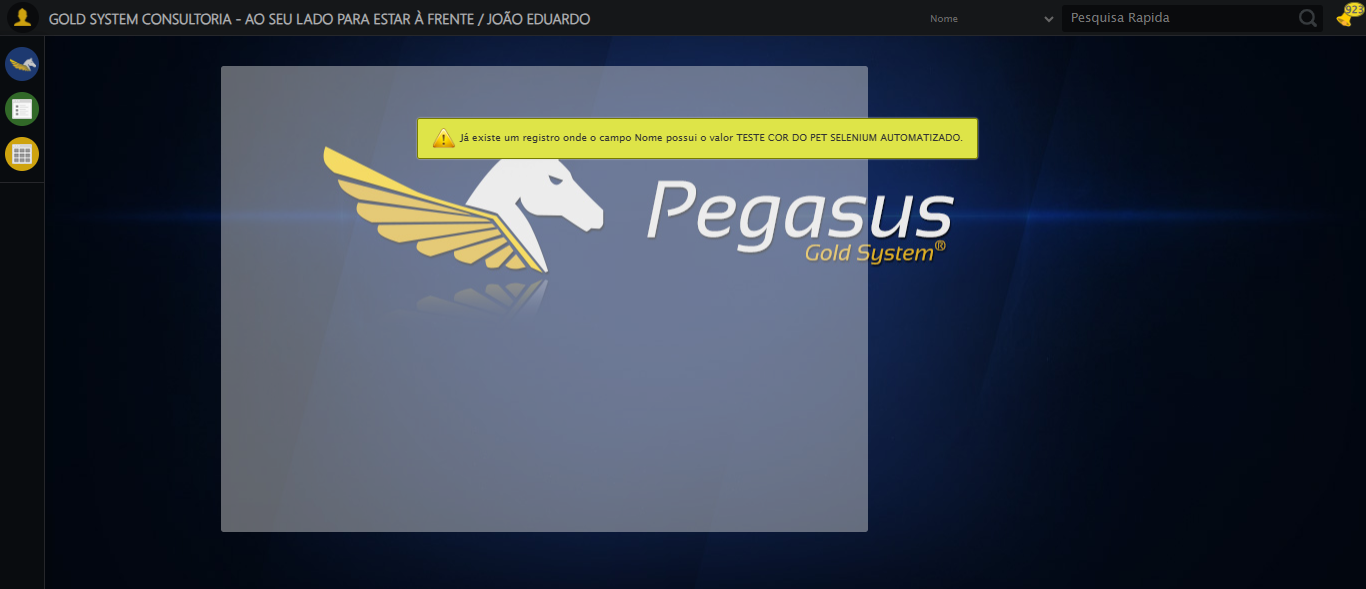 GOLD SYSTEM CONSULTORIA - AO SEU LADO PARA ESTAR À FRENTE / JOÃO EDUARDO
Nome
Pesquisa Rapida
923
Já existe um registro onde o campo Nome possui o valor TESTE COR DO PET SELENIUM AUTOMATIZADO.
Pegasus
Gold System®